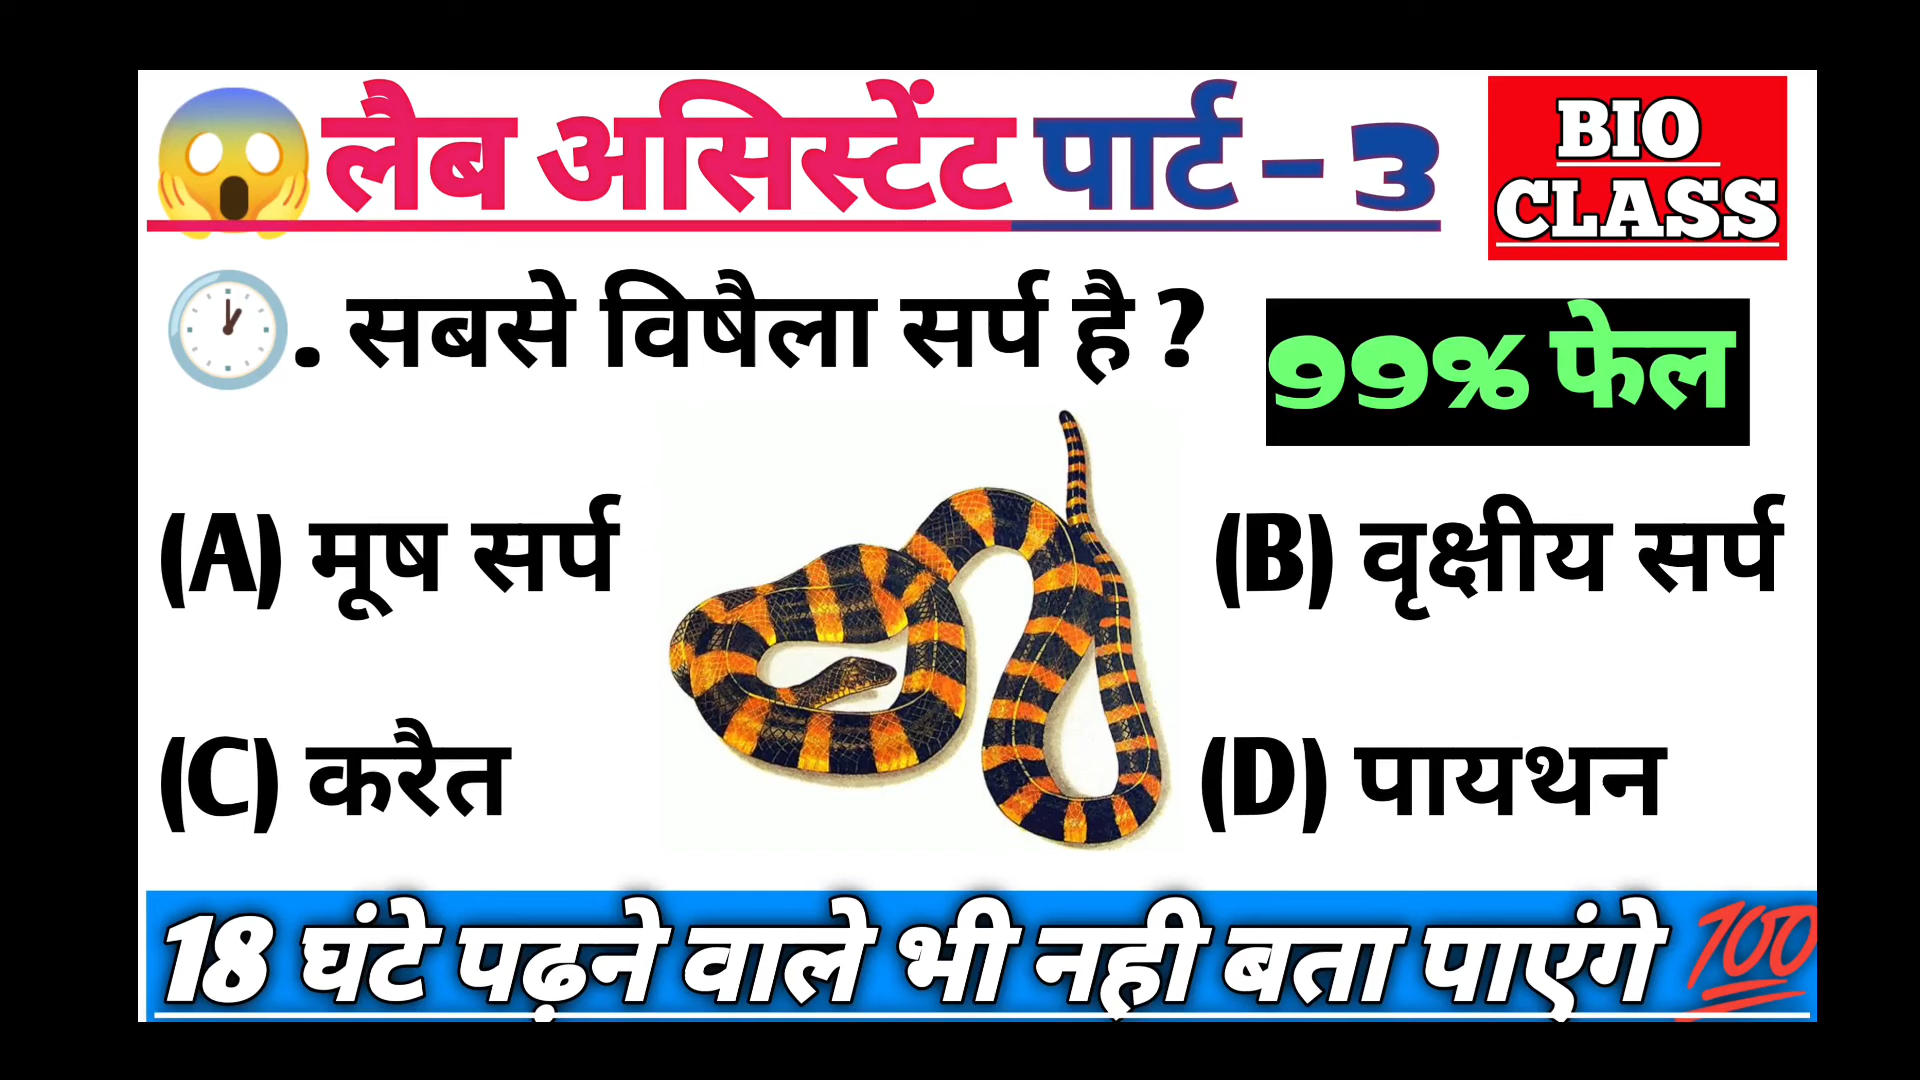 लैब असिस्टेंट पार्ट - 3
BIO
CLASS
. सबसे विषैला सर्प है ?
99% फेल
(A) मूष सर्प
(B) वृक्षीय सर्प
(C) करैत
(D) पायथन
18 घंटे पढ़ने वाले भी नही बता पाएंगे 💯